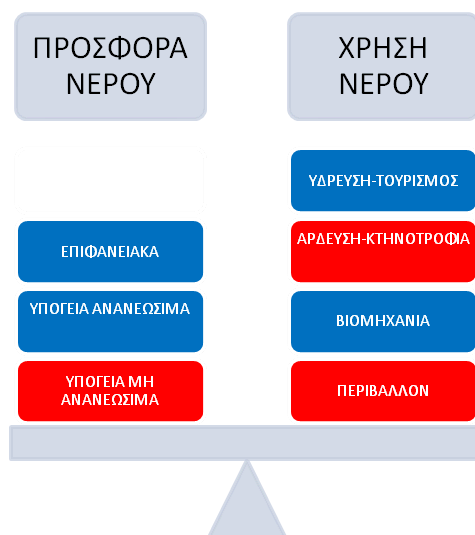 ΠΡΟΣΦΟΡΑ
ΝΕΡΟΥ
ΧΡΗΣΗ
ΝΕΡΟΥ
ΥΔΡΕΥΣΗ-ΤΟΥΡΙΣΜΟΣ
ΕΠΙΦΑΝΕΙΑΚΑ
ΑΡΔΕΥΣΗ-ΚΤΗΝΟΤΡΟΦΙΑ
ΥΠΟΓΕΙΑ ΑΝΑΝΕΩΣΙΜΑ
ΒΙΟΜΗΧΑΝΙΑ
ΥΠΟΓΕΙΑ ΜΗ
ΑΝΑΝΕΩΣΙΜΑ
ΠΕΡΙΒΑΛΛΟΝ